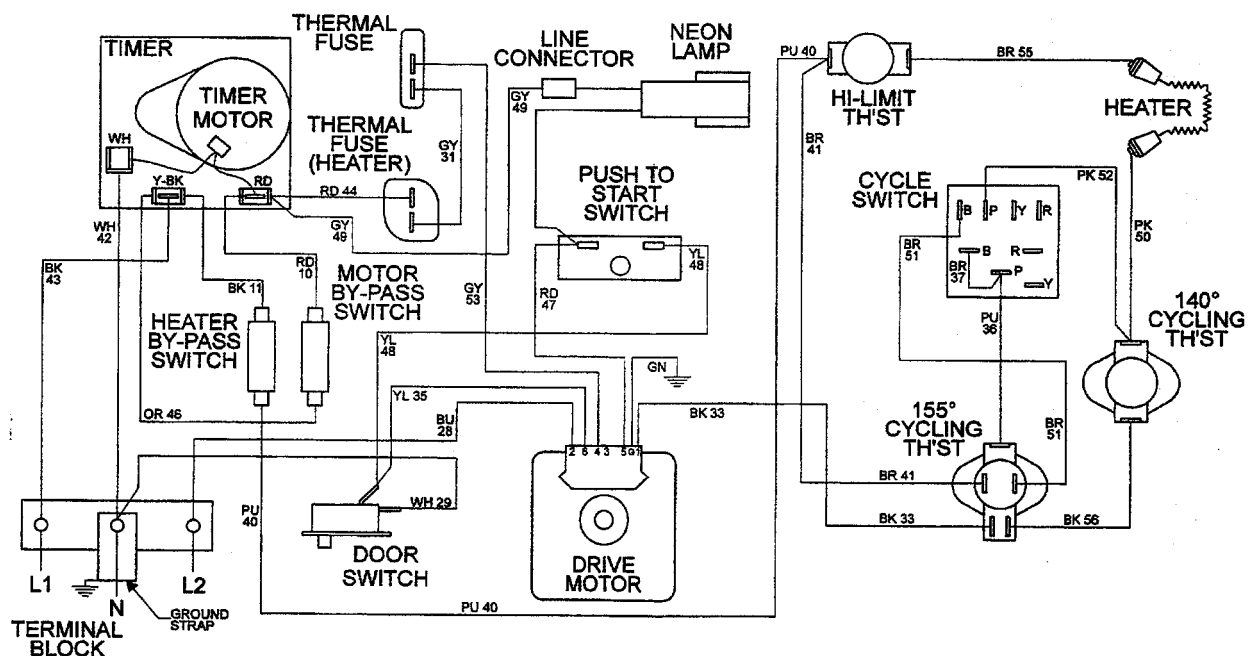 THERMAL
FUSE
TIMER
TIMER
MOTOR
WH
Y-BK
RD
WH
42
BK
43
THERMAL
FUSE
(HEATER)
RD 44
GY
49
GY
31
LINE
CONNECTOR
GY
49
NEON
LAMP
PU 40
HI-LIMIT
TH'ST
BR 55
HEATER
BR
41
PUSH TO
START
SWITCH
YL
48
RD
47
CYCLE
SWITCH
B
P
Y
R
B
R
P
Y
BR
37
BR
51
PK 52
PK
50
PU
36
RD
10
BK 11
MOTOR
BY-PASS
SWITCH
HEATER
BY-PASS
SWITCH
GY
53
YL
48
GN
140°
CYCLING
TH'ST
OR 46
YL 35
BU
28
BK 33
155°
CYCLING
TH'ST
BR
51
2
6
4
3
5
G
1
BR 41
WH 29
PU
40
BK 33
BK 56
DOOR
SWITCH
DRIVE
MOTOR
L1
L2
N
GROUND
STRAP
TERMINAL
BLOCK
PU 40